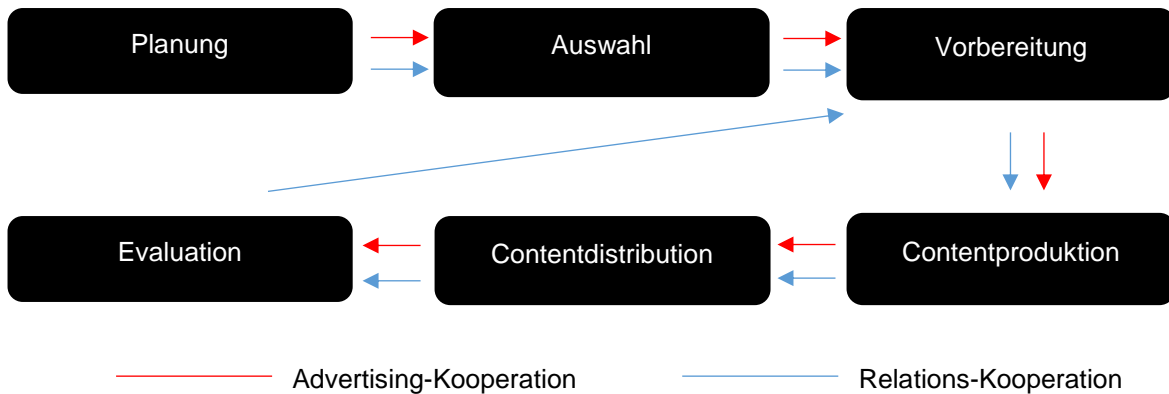 Planung
Auswahl
Vorbereitung
Evaluation
Contentdistribution
Contentproduktion
Advertising-Kooperation
Relations-Kooperation